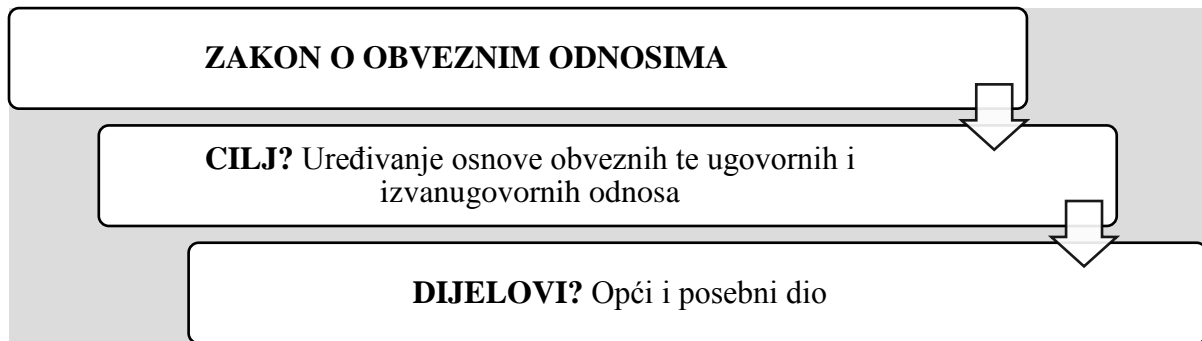 ZAKON O OBVEZNIM ODNOSIMA
CILJ? Uređivanje osnove obveznih te ugovornih i
izvanugovornih odnosa
DIJELOVI? Opći i posebni dio